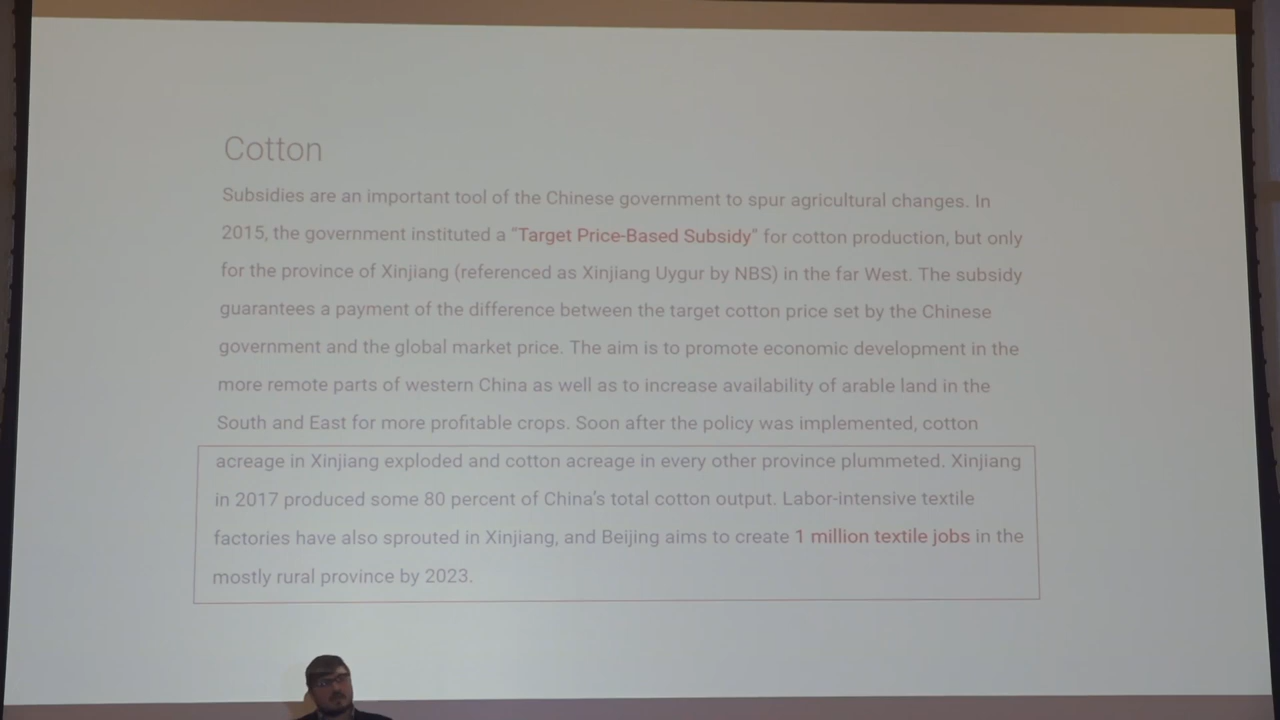 Cotton
Subsidies are an important tool of the Chinese government to spur agricultural changes. In
2015, the government instituted a “Target Price-Based Subsidy” for cotton production, but only
for the province of Xinjiang (referenced as Xinjiang Uygur by NBS) in the far West. The subsidy
guarantees a payment of the difference between the target cotton price set by the Chinese
government and the global market price. The aim is to promote economic development in the
more remote parts of western China as well as to increase availability of arable land in the
South and East for more profitable crops. Soon after the policy was implemented, cotton
acreage in Xinjiang exploded and cotton acreage in every other province plummeted. Xinjiang
in 2017 produced some 80 percent of China's total cotton output. Labor-intensive textile
factories have also sprouted in Xinjiang, and Beijing aims to create 1 million textile jobs in the
mostly rural province by 2023.